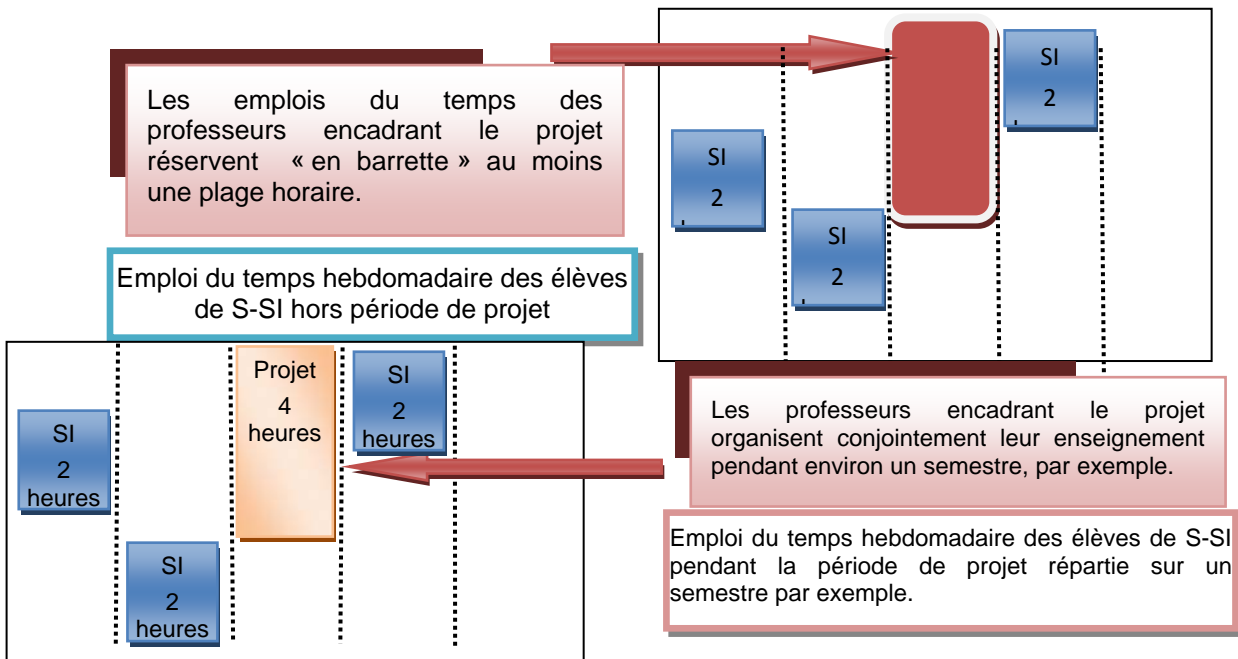 Les emplois du temps des
professeurs encadrant le projet
réservent « en barrette » au moins
une plage horaire.
SI
2
SI
2
SI
2
Emploi du temps hebdomadaire des élèves
de S-SI hors période de projet
SI
2
heures
SI
2
heures
Projet
4
heures
SI
2
heures
Les professeurs encadrant le projet
organisent conjointement leur enseignement
pendant environ un semestre, par exemple.
Emploi du temps hebdomadaire des élèves de S-SI
pendant la période de projet répartie sur un
semestre par exemple.